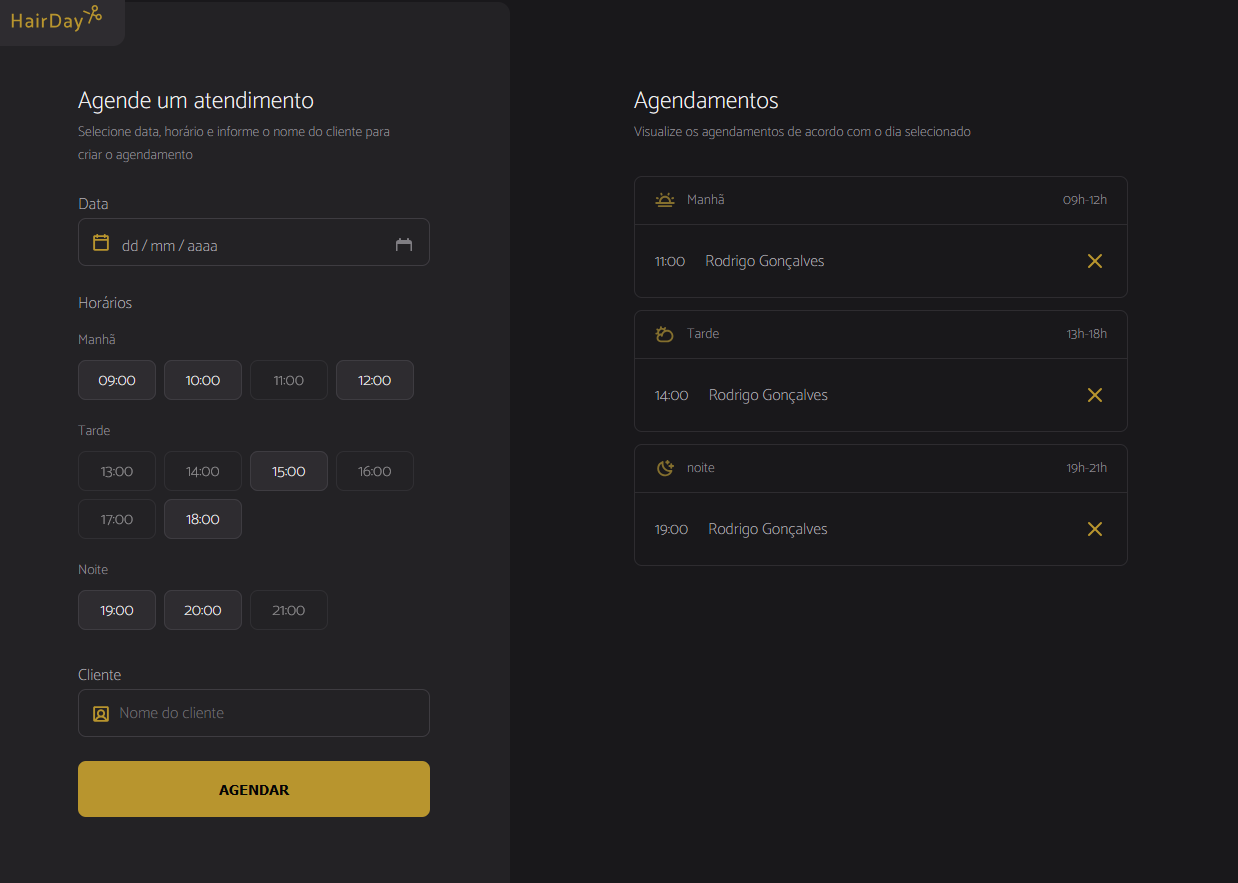 HairDay
Agende um atendimento
Selecione data, horário e informe o nome do cliente para
criar o agendamento
Data
dd / mm / aaaa
Horários
Manhã
09:00 10:00 11:00 12:00
Tarde
13:00 14:00 15:00 16:00
17:00 18:00
Noite
19:00 20:00 21:00
Cliente
Nome do cliente
AGENDAR
Agendamentos
Visualize os agendamentos de acordo com o dia selecionado
Manhã 09h-12h
11:00 Rodrigo Gonçalves
Tarde 13h-18h
14:00 Rodrigo Gonçalves
noite 19h-21h
19:00 Rodrigo Gonçalves